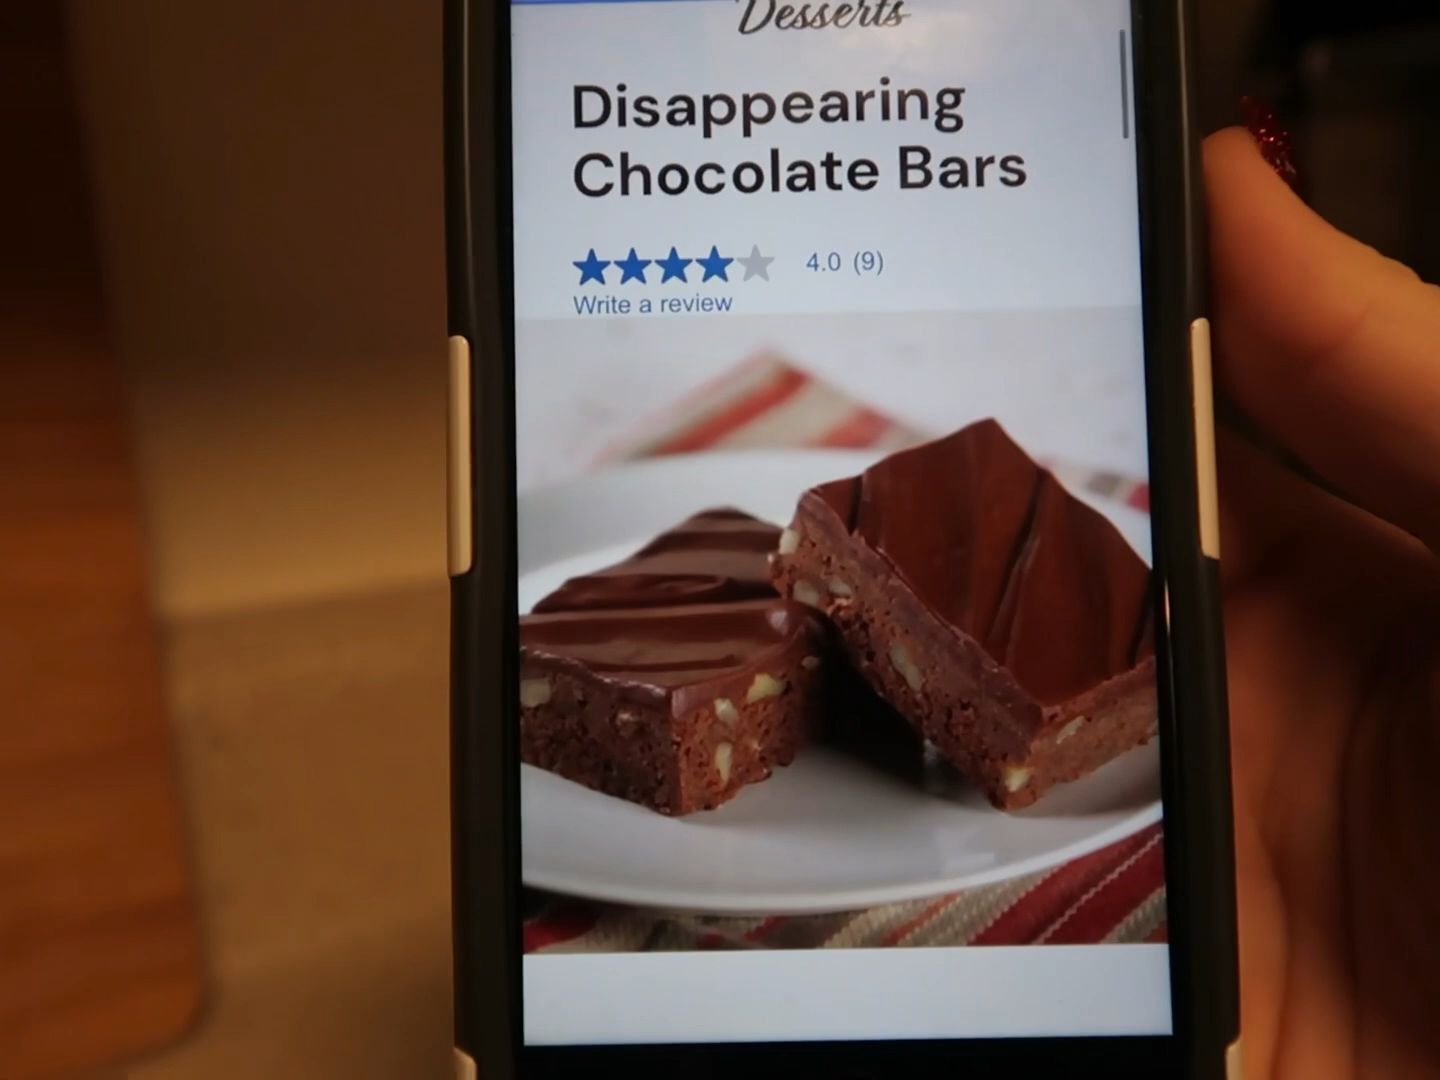 Desserts
Disappearing
Chocolate Bars
4.0 (9)
Write a review